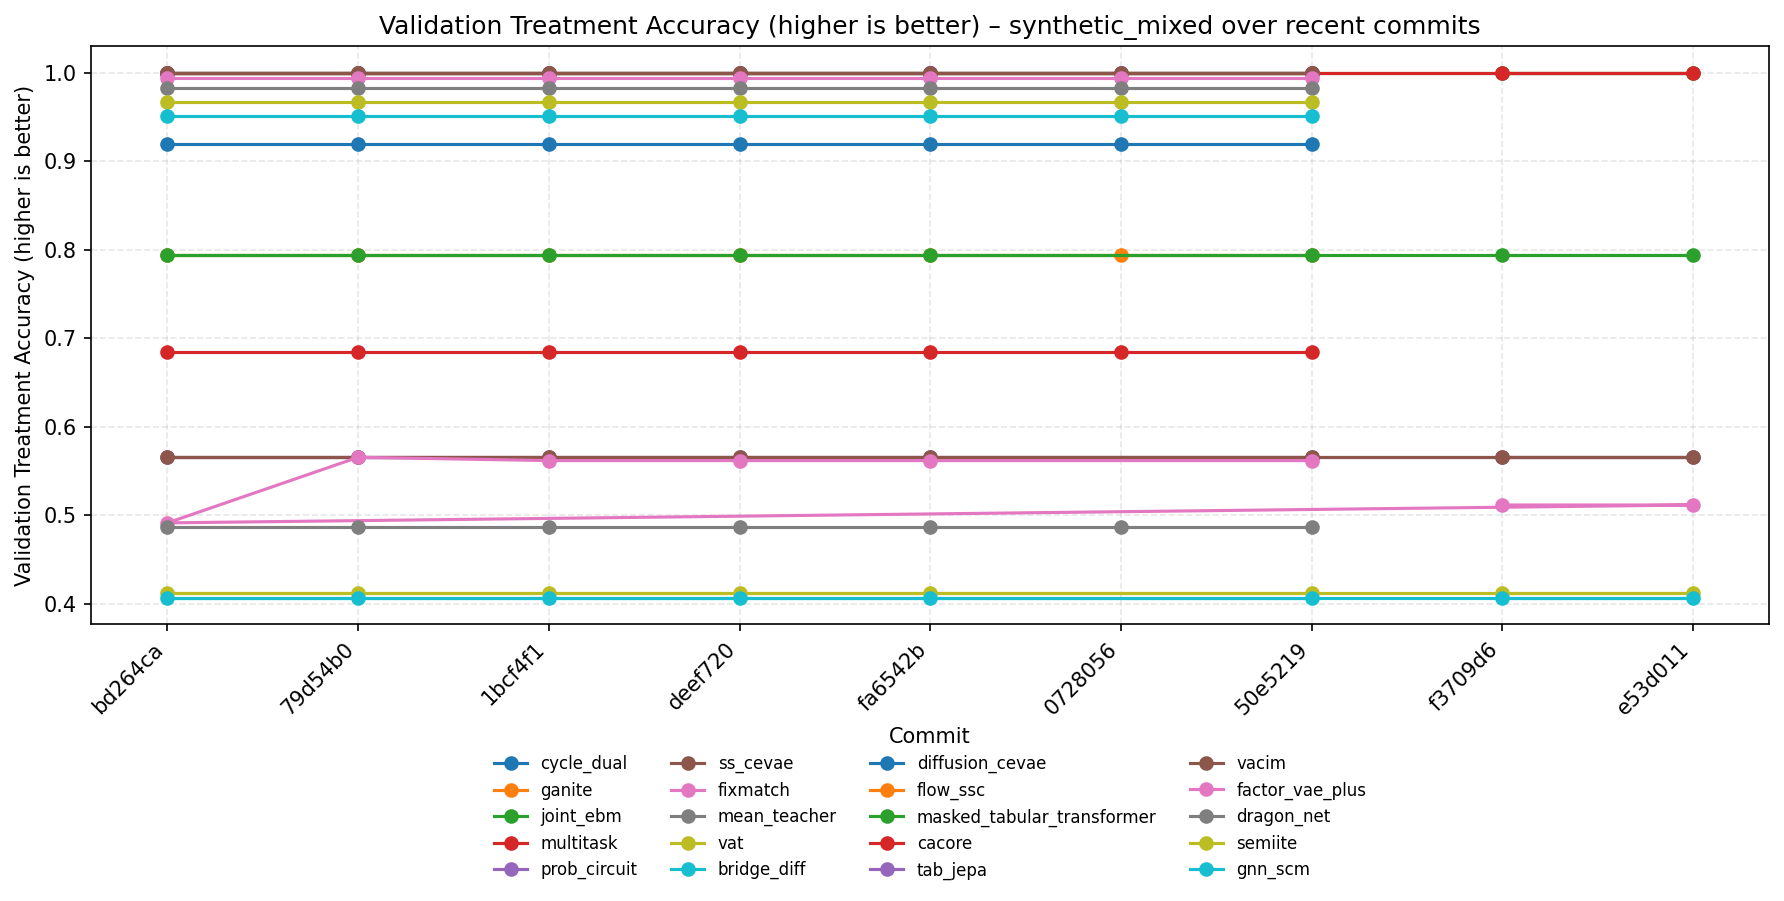 Validation Treatment Accuracy (higher is better) – synthetic_mixed over recent commits
Validation Treatment Accuracy (higher is better)
1.0
0.9
0.8
0.7
0.6
0.5
0.4
bd264ca
79d54b0
1bcf4f1
deef720
fa6542b
0728056
50e5219
f3709d6
e53d011
Commit
cycle_dual
ganite
joint_ebm
multitask
prob_circuit
ss_cevae
fixmatch
mean_teacher
vat
bridge_diff
diffusion_cevae
flow_ssc
masked_tabular_transformer
cacore
tab_jepa
vacim
factor_vae_plus
dragon_net
semiite
gnn_scm